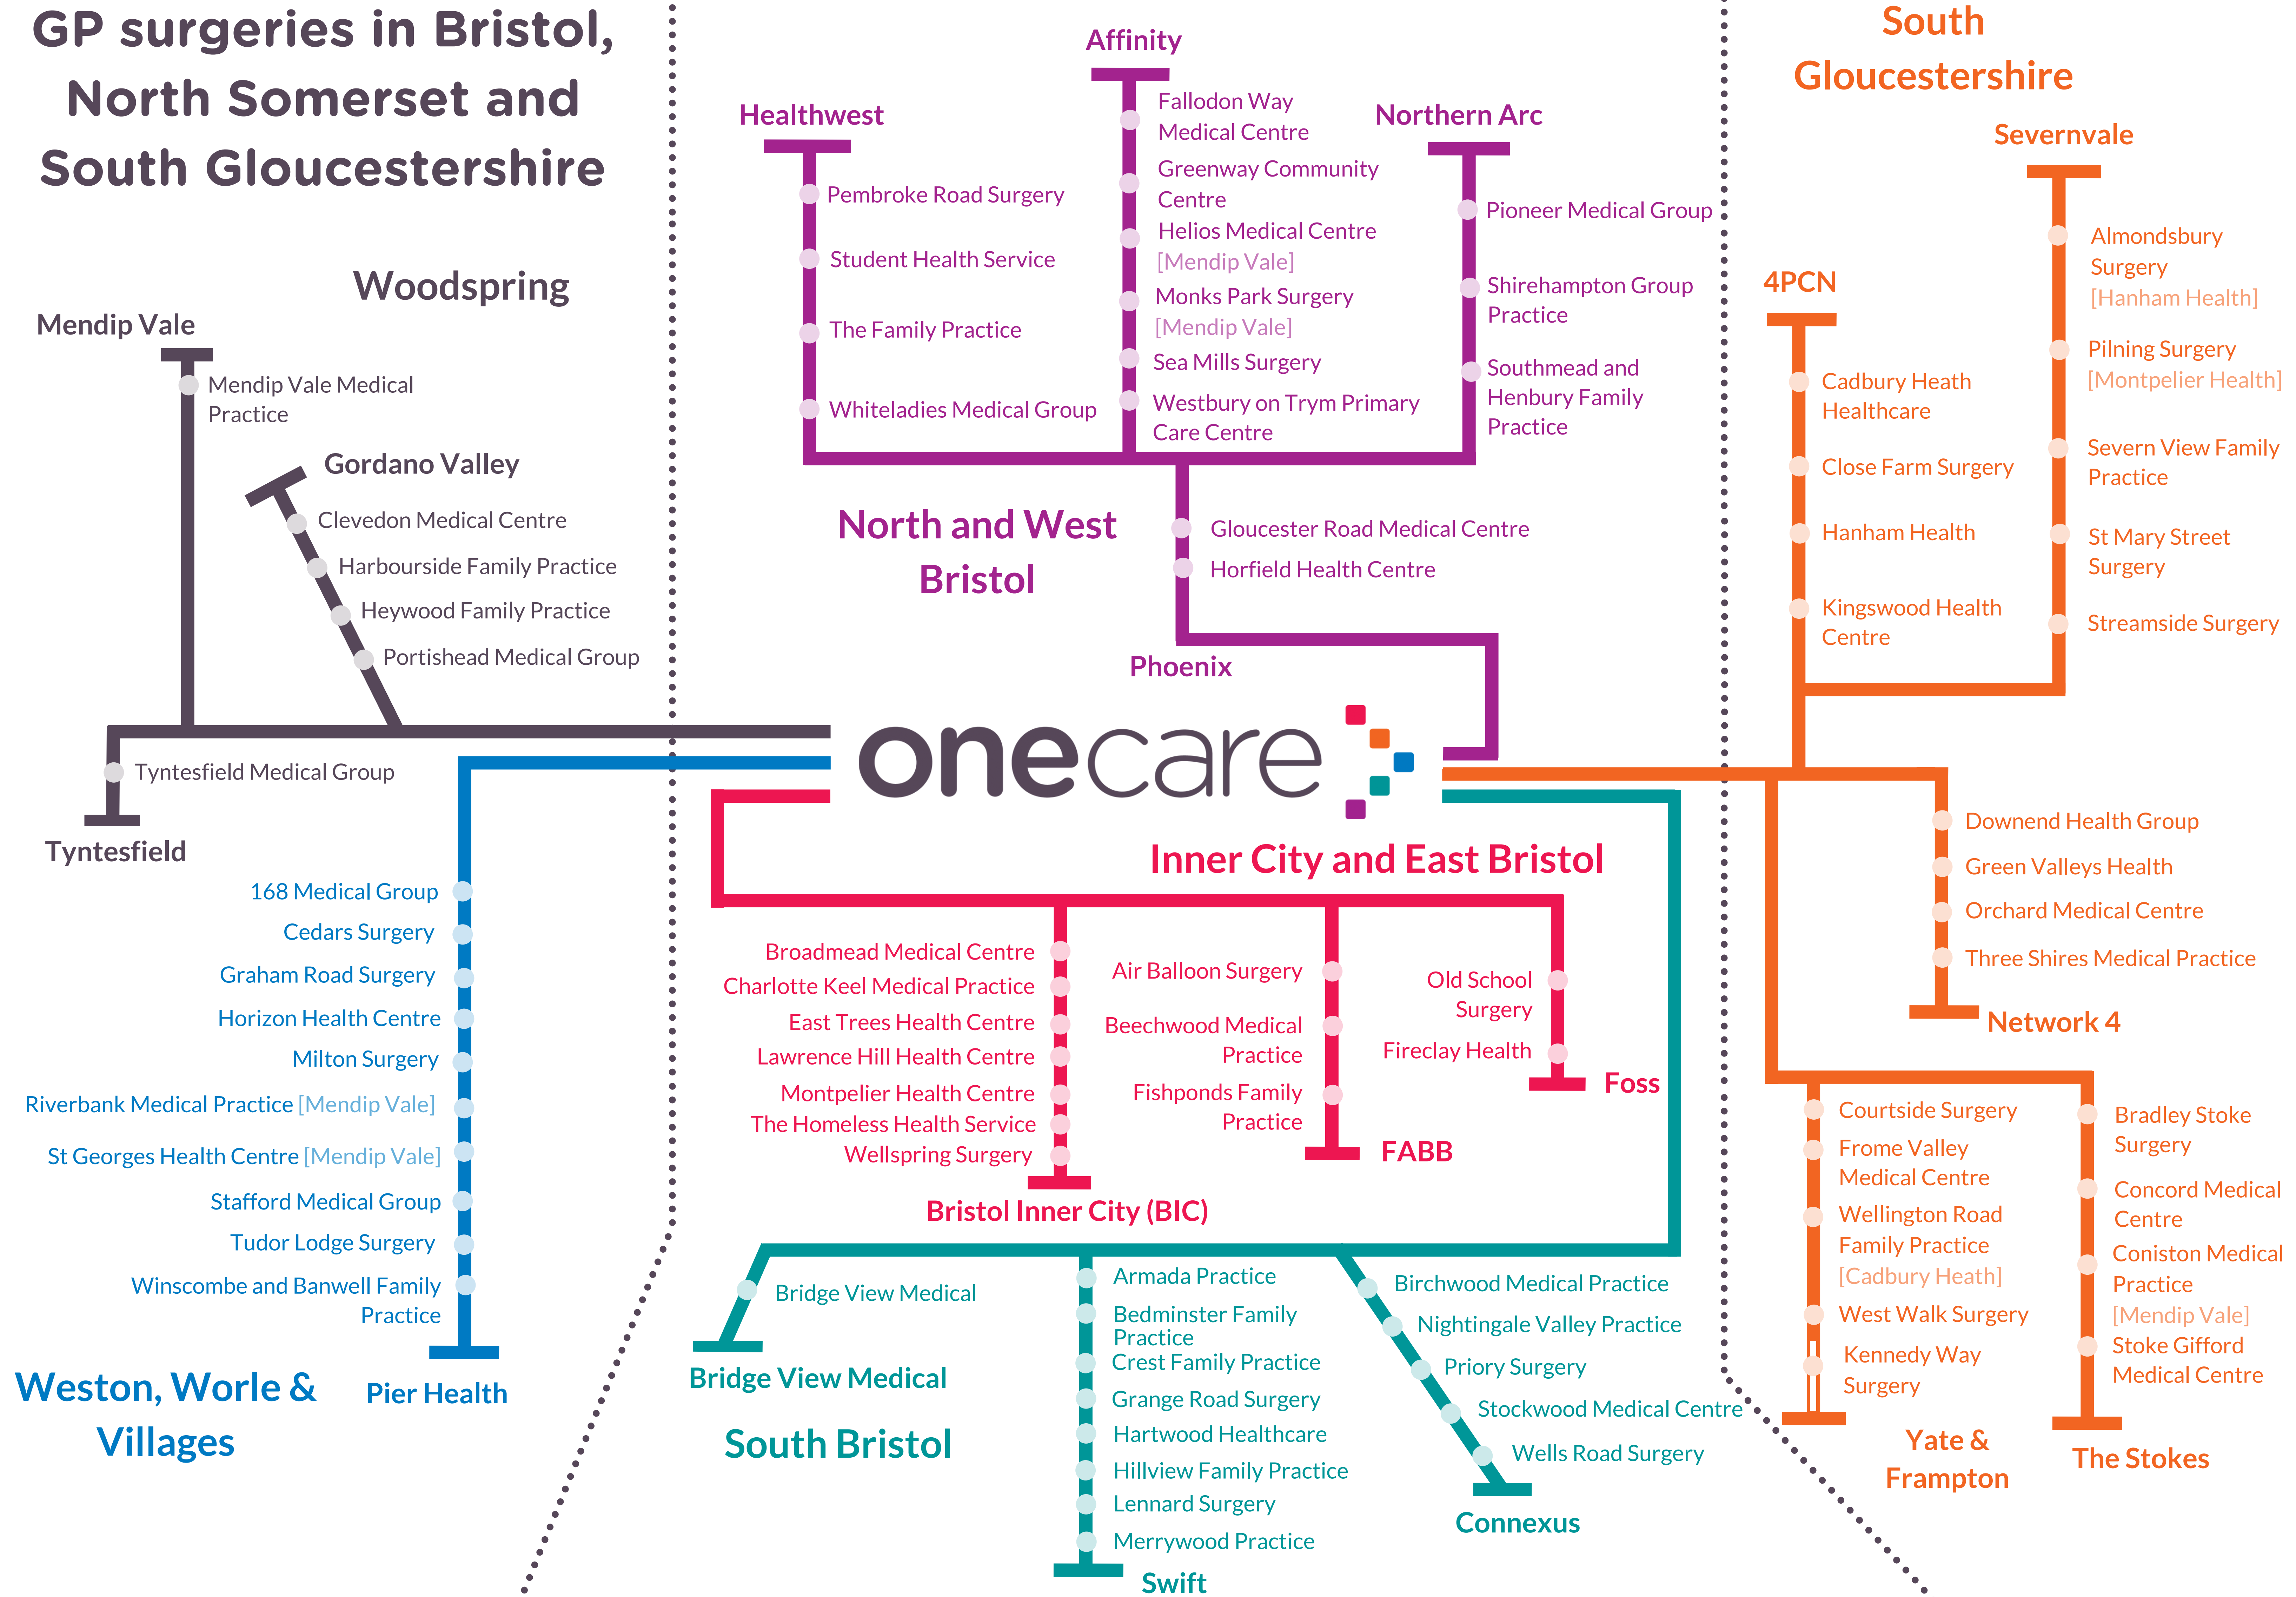 GP surgeries in Bristol,
North Somerset and
South Gloucestershire
Woodspring
Mendip Vale
Mendip Vale Medical
Practice
Gordano Valley
Clevedon Medical Centre
Harbourside Family Practice
Heywood Family Practice
Portishead Medical Group
Tyntesfield Medical Group
Tyntesfield
168 Medical Group
Cedars Surgery
Graham Road Surgery
Horizon Health Centre
Milton Surgery
Riverbank Medical Practice [Mendip Vale]
St Georges Health Centre [Mendip Vale]
Stafford Medical Group
Tudor Lodge Surgery
Winscombe and Banwell Family
Practice
Weston, Worle &
Villages
Pier Health
Healthwest
Pembroke Road Surgery
Student Health Service
The Family Practice
Whiteladies Medical Group
Affinity
Fallodon Way
Medical Centre
Greenway Community
Centre
Helios Medical Centre
[Mendip Vale]
Monks Park Surgery
[Mendip Vale]
Sea Mills Surgery
Westbury on Trym Primary
Care Centre
Northern Arc
Pioneer Medical Group
Shirehampton Group
Practice
Southmead and
Henbury Family
Practice
North and West
Bristol
Gloucester Road Medical Centre
Horfield Health Centre
Phoenix
onecare
Inner City and East Bristol
Broadmead Medical Centre
Charlotte Keel Medical Practice
East Trees Health Centre
Lawrence Hill Health Centre
Montpelier Health Centre
The Homeless Health Service
Wellspring Surgery
Bristol Inner City (BIC)
Air Balloon Surgery
Beechwood Medical
Practice
Fishponds Family
Practice
FABB
Old School
Surgery
Fireclay Health
Foss
Bridge View Medical
Bridge View Medical
South Bristol
Armada Practice
Bedminster Family
Practice
Crest Family Practice
Grange Road Surgery
Hartwood Healthcare
Hillview Family Practice
Lennard Surgery
Merrywood Practice
Swift
Birchwood Medical Practice
Nightingale Valley Practice
Priory Surgery
Stockwood Medical Centre
Wells Road Surgery
Connexus
South
Gloucestershire
4PCN
Cadbury Heath
Healthcare
Close Farm Surgery
Hanham Health
Kingswood Health
Centre
Severnvale
Almondsbury
Surgery
[Hanham Health]
Pilning Surgery
[Montpelier Health]
Severn View Family
Practice
St Mary Street
Surgery
Streamside Surgery
Downend Health Group
Green Valleys Health
Orchard Medical Centre
Three Shires Medical Practice
Network 4
Courtside Surgery
Frome Valley
Medical Centre
Wellington Road
Family Practice
[Cadbury Heath]
West Walk Surgery
Kennedy Way
Surgery
Yate &
Frampton
Bradley Stoke
Surgery
Concord Medical
Centre
Coniston Medical
Practice
[Mendip Vale]
Stoke Gifford
Medical Centre
The Stokes